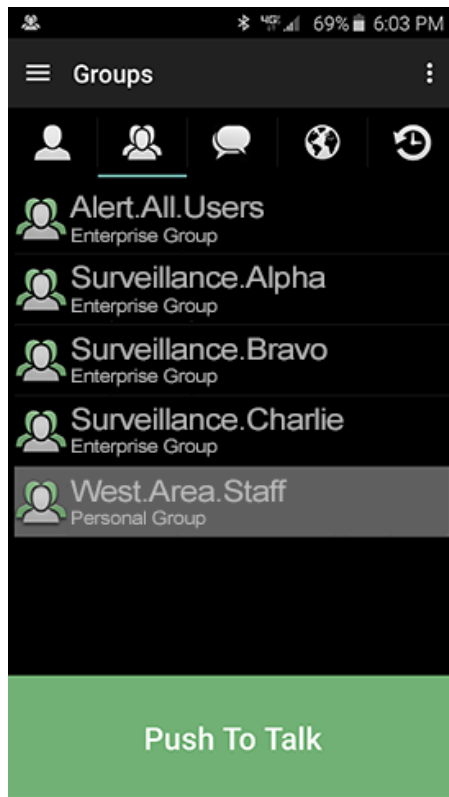 4G 69% 6:03 PM
Groups
Alert.All.Users
Enterprise Group
Surveillance.Alpha
Enterprise Group
Surveillance.Bravo
Enterprise Group
Surveillance.Charlie
Enterprise Group
West.Area.Staff
Personal Group
Push To Talk